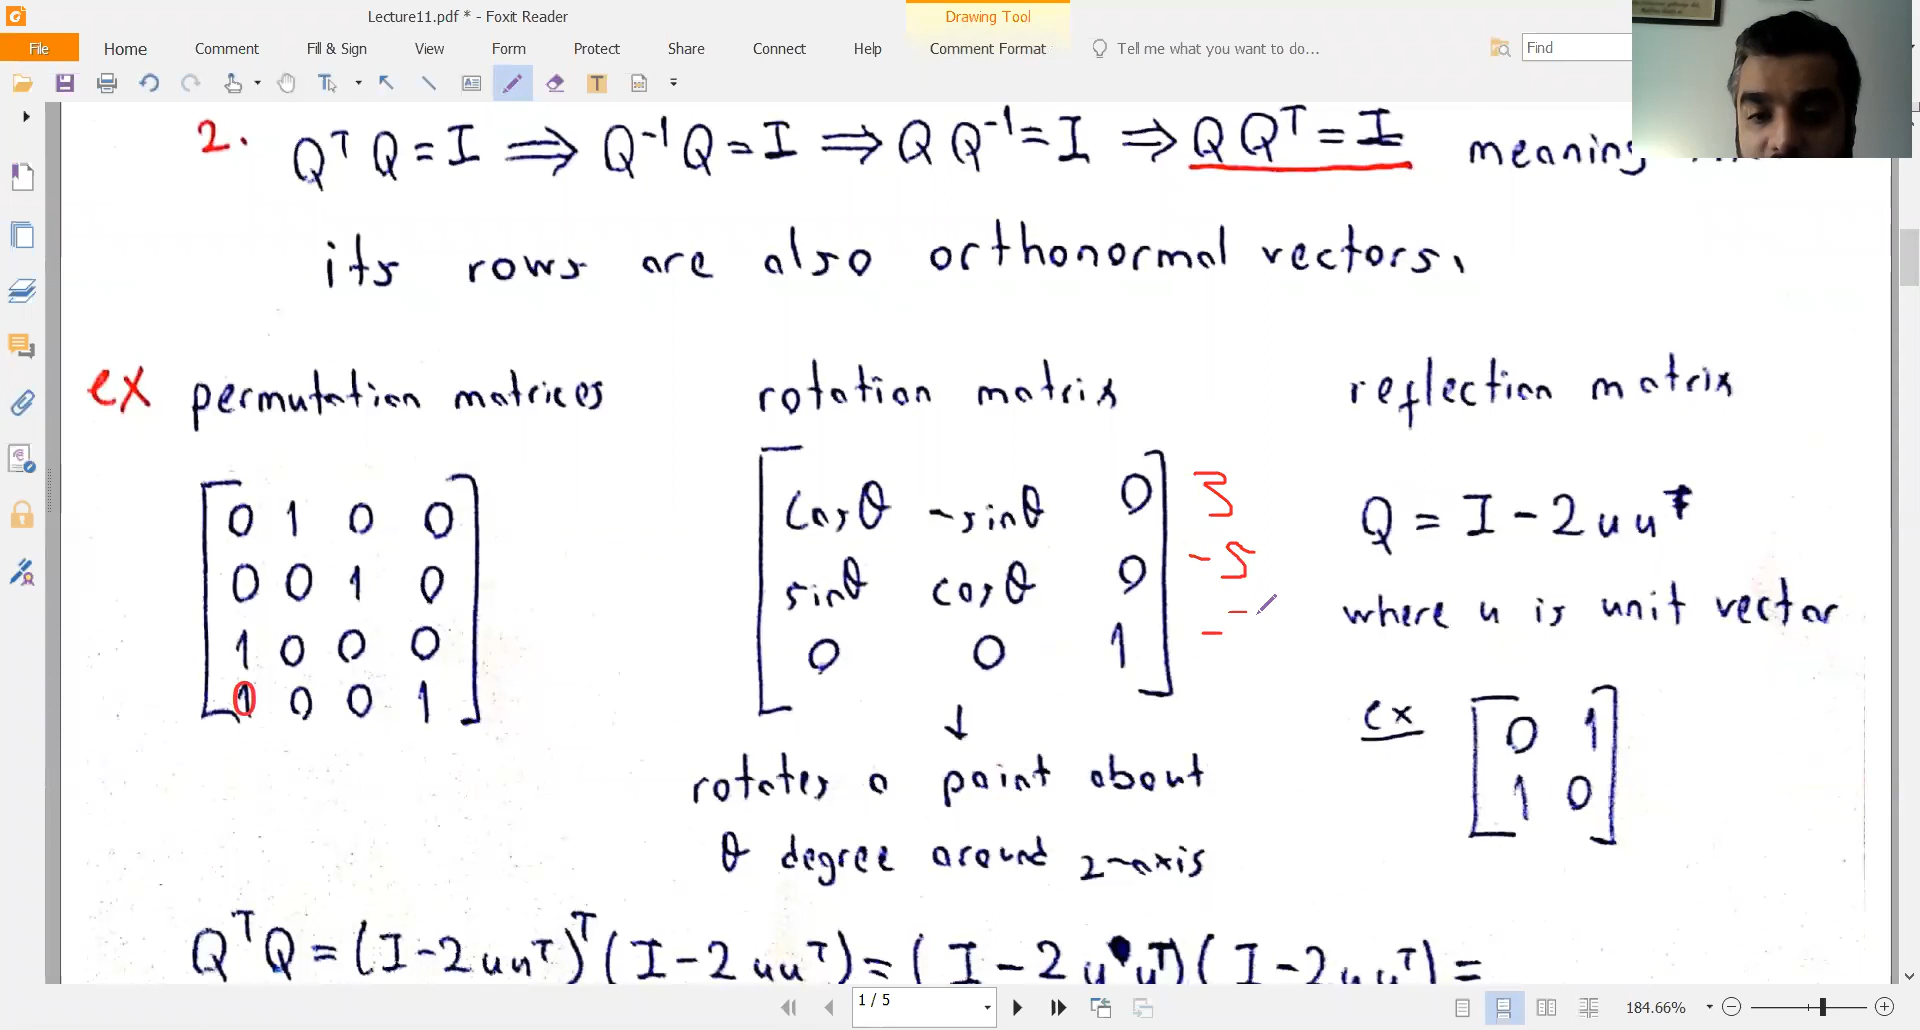 Lecture11.pdf * - Foxit Reader
Drawing Tool
File Home Comment Fill & Sign View Form Protect Share Connect Help Comment Format Tell me what you want to do... Find
2. Qᵀ Q = I ⟹ Q⁻¹ Q = I ⟹ Q Q⁻¹ = I ⟹ Q Qᵀ = I meaning
its rows are also orthonormal vectors.
ex permutation matrices rotation matrix reflection matrix
0 1 0 0
0 0 1 0
1 0 0 0
0 0 0 1
cosθ -sinθ 0 3
sinθ cosθ 0 -5
0 0 1
Q = I - 2uuᵀ
where u is unit vector
ex
0 1
1 0
↓
rotates a point about
θ degree around z-axis
QᵀQ = (I-2uuᵀ)ᵀ (I-2uuᵀ) = (I-2uuᵀ)(I-2uuᵀ) =
1 / 5
184.66%